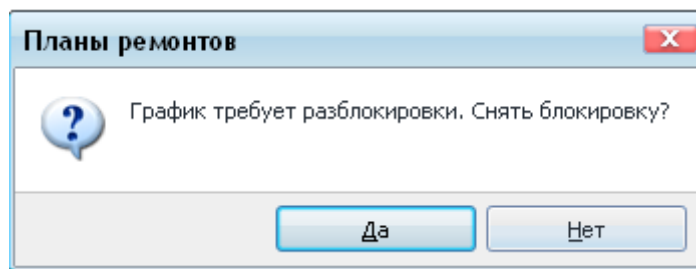 Планы ремонтов
График требует разблокировки. Снять блокировку?
Да
Нет